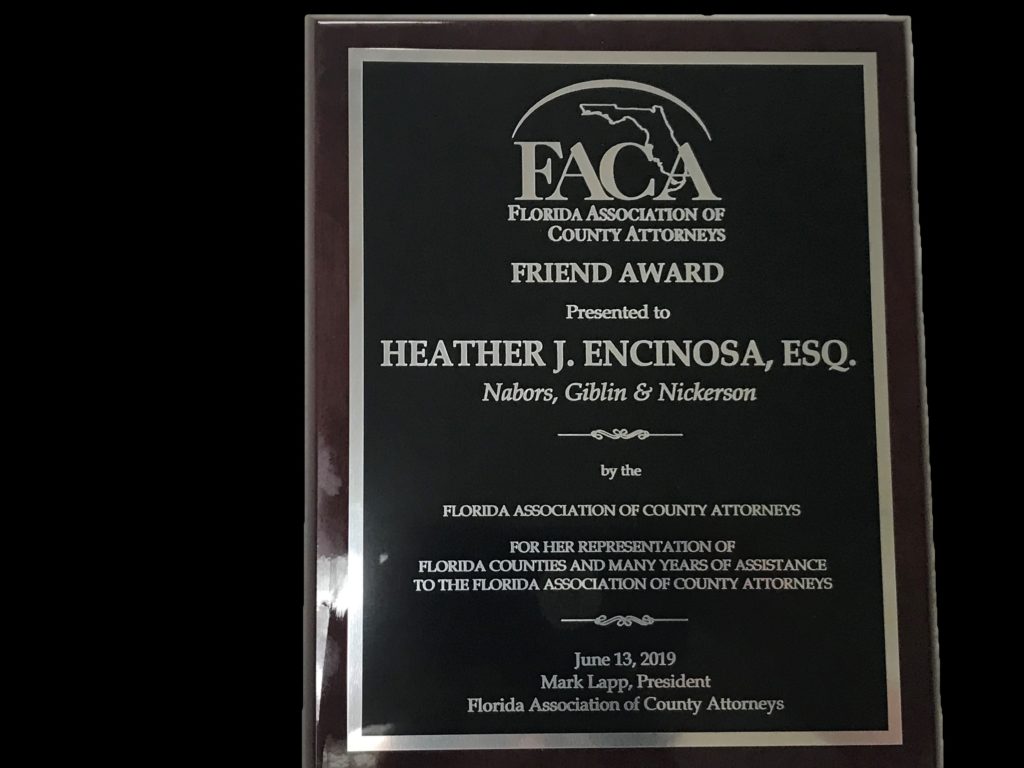 FACA
FLORIDA ASSOCIATION OF
COUNTY ATTORNEYS
FRIEND AWARD
Presented to
HEATHER J. ENCINOSA, ESQ.
Nabors, Giblin & Nickerson
by the
FLORIDA ASSOCIATION OF COUNTY ATTORNEYS
FOR HER REPRESENTATION OF
FLORIDA COUNTIES AND MANY YEARS OF ASSISTANCE
TO THE FLORIDA ASSOCIATION OF COUNTY ATTORNEYS
June 13, 2019
Mark Lapp, President
Florida Association of County Attorneys